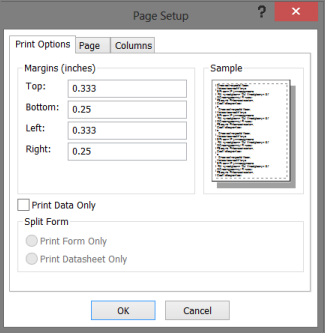 Page Setup
?
Print Options Page Columns
Margins (inches)
Sample
Top: 0.333
Bottom: 0.25
Left: 0.333
Right: 0.25
Print Data Only
Split Form
Print Form Only
Print Datasheet Only
OK Cancel